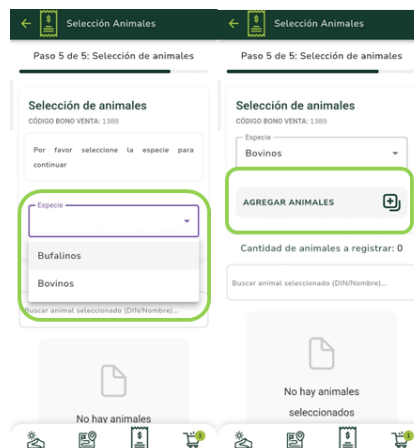 Selección Animales
Paso 5 de 5: Selección de animales
Selección de animales
CÓDIGO BONO VENTA: 1388
Por favor seleccione la especie para
continuar
Especie
Bufalinos
Bovinos
Buscar animal seleccionado (DIN/Nombre)...
No hay animales
$
1
Selección Animales
Paso 5 de 5: Selección de animales
Selección de animales
CÓDIGO BONO VENTA: 1389
Especie
Bovinos
AGREGAR ANIMALES
Cantidad de animales a registrar: 0
Buscar animal seleccionado (DIN/Nombre)...
No hay animales
seleccionados
$
1